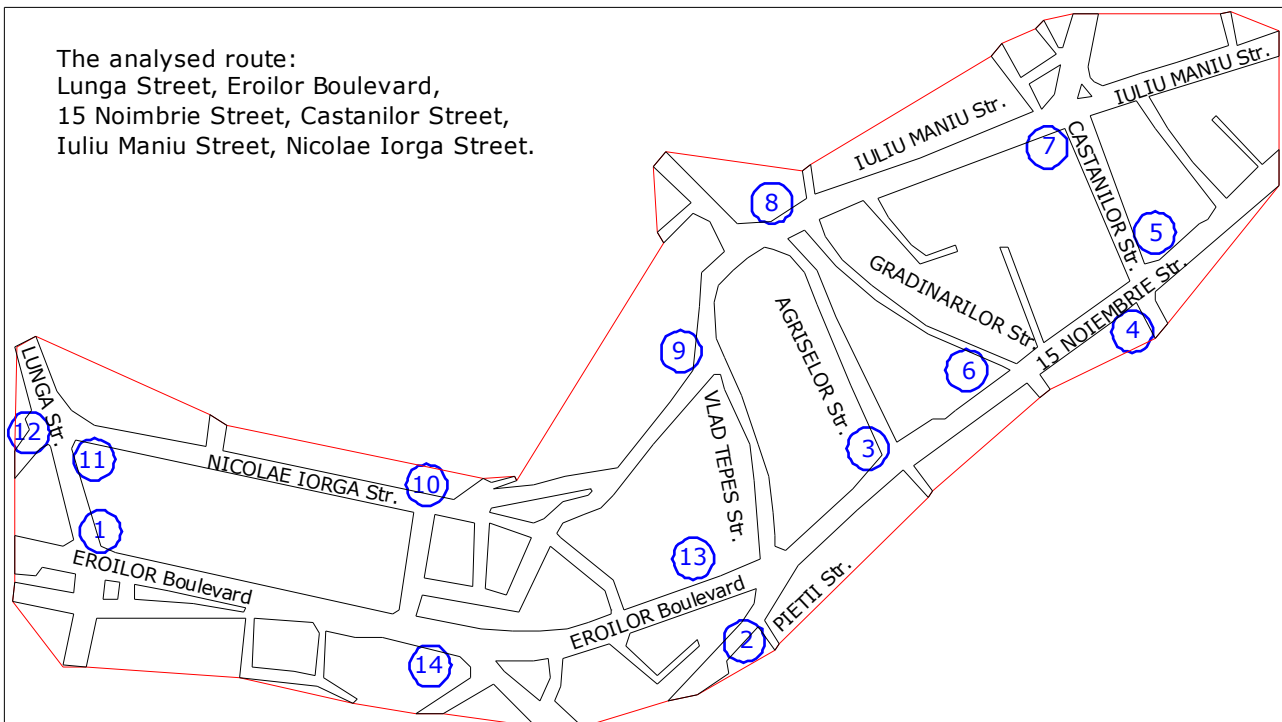 The analysed route:
Lunga Street, Eroilor Boulevard,
15 Noimbrie Street, Castanilor Street,
Iuliu Maniu Street, Nicolae Iorga Street.
IULIU MANIU Str.
IULIU MANIU Str.
7
CASTANILOR Str.
8
5
GRADINARILOR Str.
15 NOIEMBRIE Str.
4
AGRISELOR Str.
9
6
LUNGA Str.
12
VLAD TEPES Str.
3
11
NICOLAE IORGA Str.
10
1
EROILOR Boulevard
13
EROILOR Boulevard
PIETII Str.
2
14